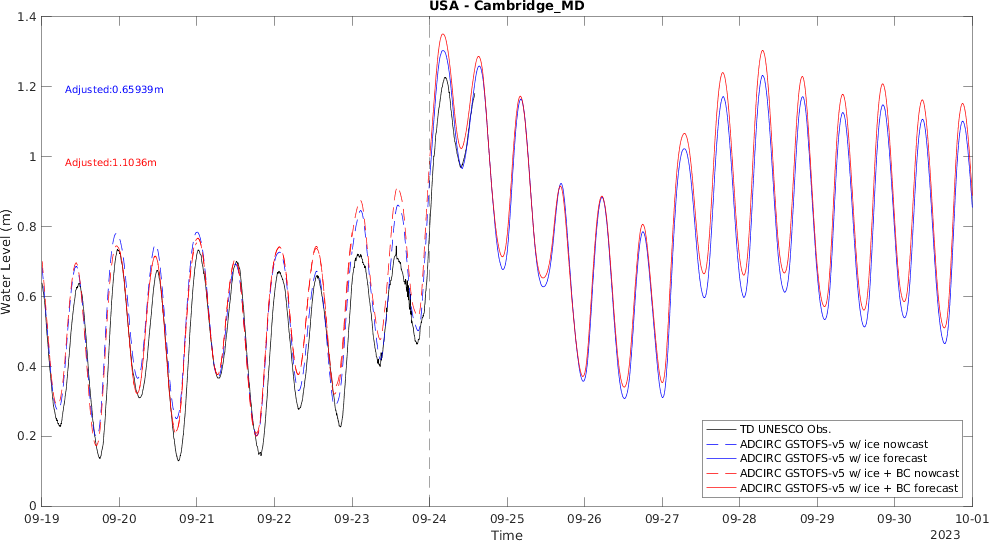 USA - Cambridge_MD
1.4
1.2
1
0.8
0.6
0.4
0.2
0
Water Level (m)
Adjusted:0.65939m
Adjusted:1.1036m
TD UNESCO Obs.
ADCIRC GSTOFS-v5 w/ ice nowcast
ADCIRC GSTOFS-v5 w/ ice forecast
ADCIRC GSTOFS-v5 w/ ice + BC nowcast
ADCIRC GSTOFS-v5 w/ ice + BC forecast
09-19 09-20 09-21 09-22 09-23 09-24 09-25 09-26 09-27 09-28 09-29 09-30 10-01
Time
2023